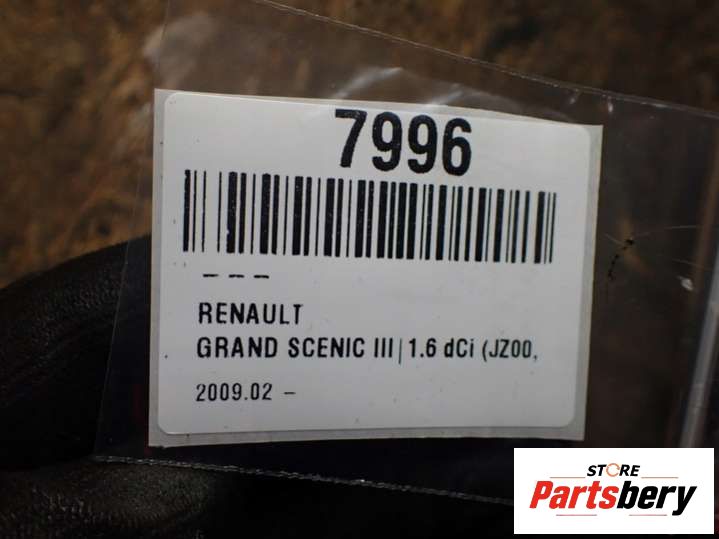 7996
– – –
RENAULT
GRAND SCENIC III|1.6 dCi (JZ00,
2009.02 –
STORE
Partsbery